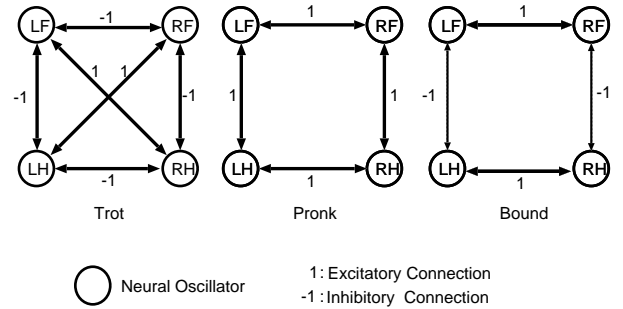 LF -1 RF LF 1 RF LF 1 RF
-1 1 1 -1 1 1 -1 -1
LH -1 RH LH 1 RH LH 1 RH
Trot Pronk Bound
Neural Oscillator
1: Excitatory Connection
-1 : Inhibitory Connection